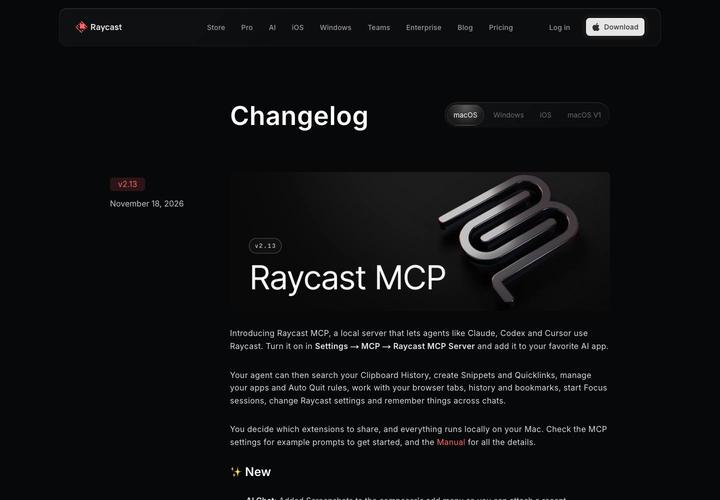 Raycast
Store Pro AI iOS Windows Teams Enterprise Blog Pricing Log in Download
Changelog
macOS Windows iOS macOS V1
v2.13
November 18, 2026
v2.13
Raycast MCP
Introducing Raycast MCP, a local server that lets agents like Claude, Codex and Cursor use
Raycast. Turn it on in Settings → MCP → Raycast MCP Server and add it to your favorite AI app.
Your agent can then search your Clipboard History, create Snippets and Quicklinks, manage
your apps and Auto Quit rules, work with your browser tabs, history and bookmarks, start Focus
sessions, change Raycast settings and remember things across chats.
You decide which extensions to share, and everything runs locally on your Mac. Check the MCP
settings for example prompts to get started, and the Manual for all the details.
✨ New